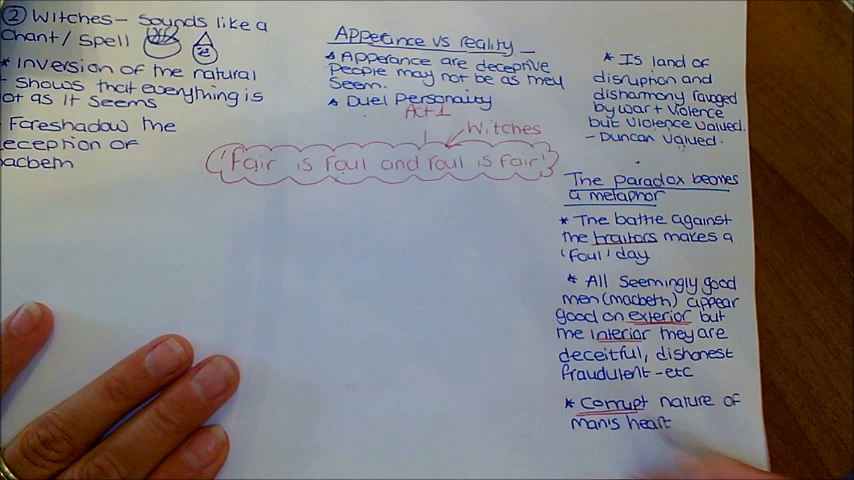 ② Witches - Sounds like a
Chant / Spell
* Inversion of the natural
- Shows that everything is
ot as it seems
Foreshadow the
eception of
acbeth
Apperance vs reality -
* Apperance are deceptive
People may not be as they
Seem.
* Duel Personality
Act 1
Witches
'Fair is Foul and Foul is Fair'
* Is land of
disruption and
disharmony ravaged
by war + violence
but violence valued.
- Duncan valued.
The Paradox becomes
a metaphor
* The battle against
the traitors makes a
'Foul' day
* All Seemingly good
men (macbeth) appear
good on exterior but
the interior they are
deceitful, dishonest
fraudulent - etc
* Corrupt nature of
man's heart